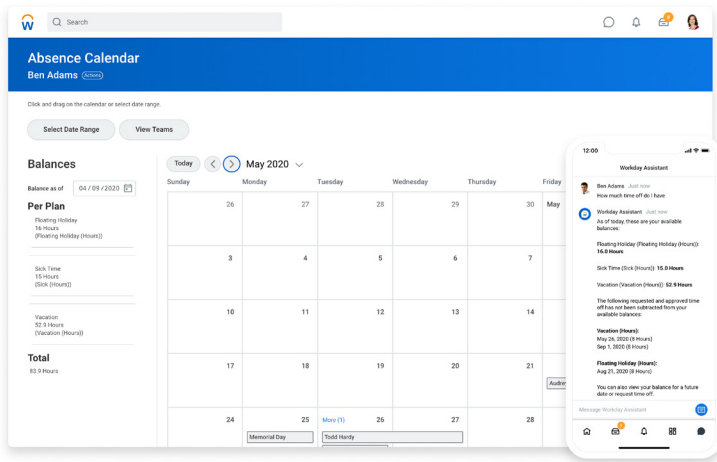 w
Search
Absence Calendar
Ben Adams Actions
Click and drag on the calendar or select date range.
Select Date Range
View Teams
Balances
Balance as of 04 / 09 / 2020
Per Plan
Floating Holiday
16 Hours
(Floating Holiday (Hours))
Sick Time
15 Hours
(Sick (Hours))
Vacation
52.9 Hours
(Vacation (Hours))
Total
83.9 Hours
Today
May 2020
Sunday Monday Tuesday Wednesday Thursday Friday
26 27 28 29 30 May
3 4 5 6 7
10 11 12 13 14
17 18 19 20 21
24 25 More (1) 26 27 28
Memorial Day
Todd Hardy
12:00
Workday Assistant
Ben Adams Just now
How much time off do I have
Workday Assistant Just now
As of today, these are your available
balances:
Floating Holiday (Floating Holiday (Hours)):
16.0 Hours
Sick Time (Sick (Hours)): 15.0 Hours
Vacation (Vacation (Hours)): 52.9 Hours
The following requested and approved time
off has not been subtracted from your
available balances:
Vacation (Hours):
May 26, 2020 (8 Hours)
Sep 1, 2020 (8 Hours)
Floating Holiday (Hours):
Aug 21, 2020 (8 Hours)
You can also view your balance for a future
date or request time off.
Message Workday Assistant